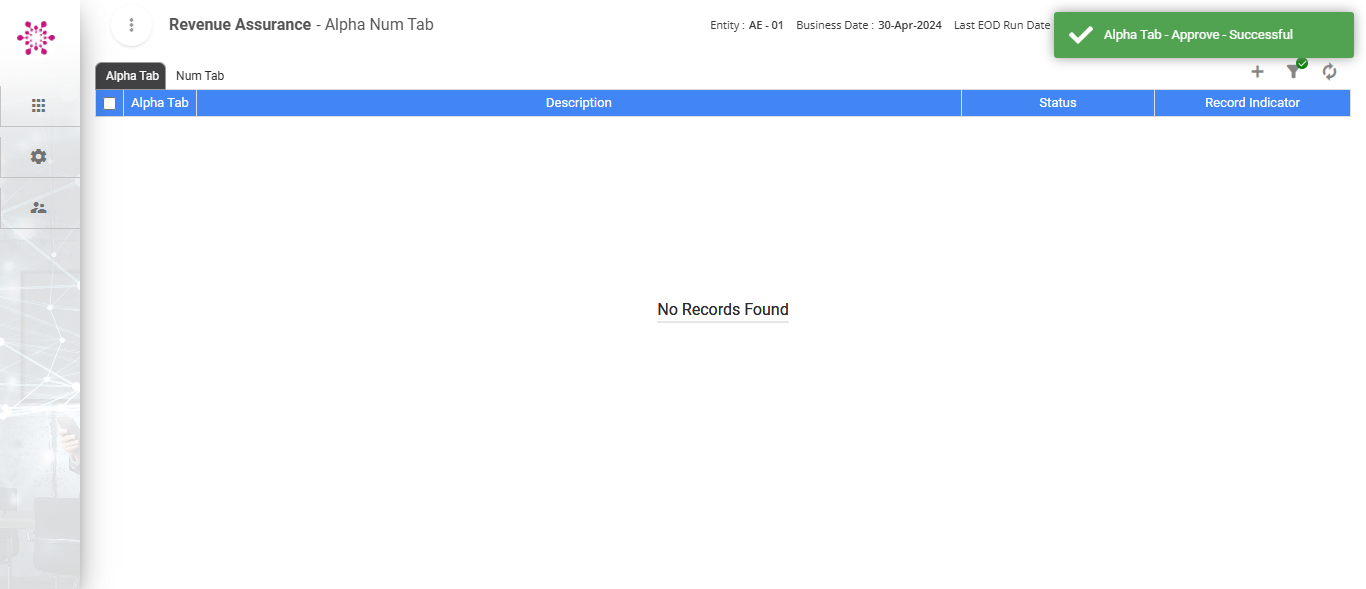 Revenue Assurance - Alpha Num Tab
Entity : AE - 01 Business Date : 30-Apr-2024 Last EOD Run Date
Alpha Tab - Approve - Successful
Alpha Tab Num Tab
Alpha Tab Description Status Record Indicator
No Records Found